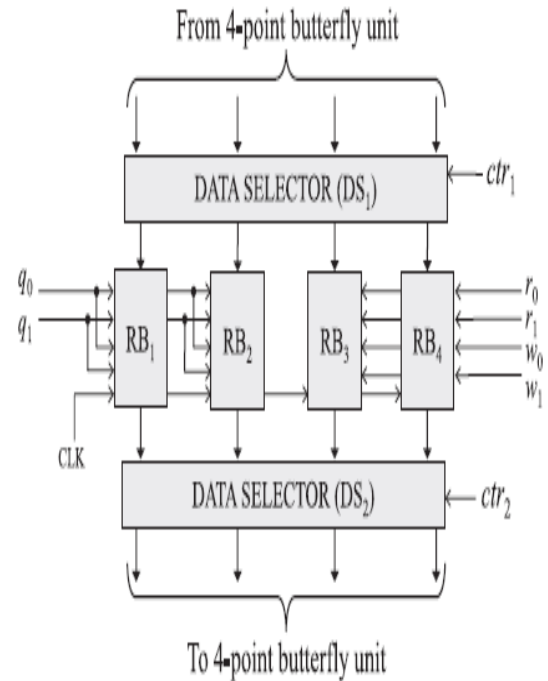 From 4-point butterfly unit
DATA SELECTOR (DS₁)
ctr₁
q₀
q₁
RB₁
RB₂
RB₃
RB₄
r₀
r₁
w₀
w₁
CLK
DATA SELECTOR (DS₂)
ctr₂
To 4-point butterfly unit